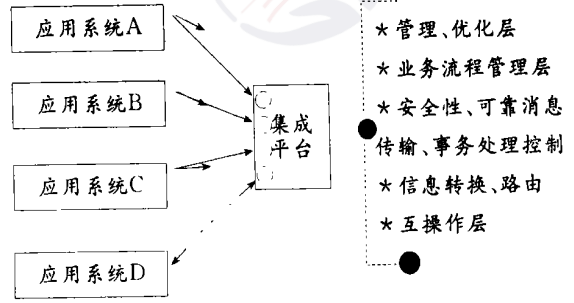 应用系统A
应用系统B
应用系统C
应用系统D
集成
平台
*管理、优化层
*业务流程管理层
*安全性、可靠消息
传输、事务处理控制
*信息转换、路由
*互操作层